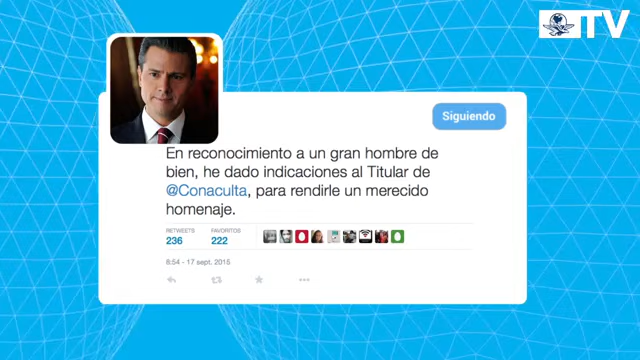 TV
Siguiendo
En reconocimiento a un gran hombre de
bien, he dado indicaciones al Titular de
@Conaculta, para rendirle un merecido
homenaje.
RETWEETS FAVORITOS
236 222
8:54 - 17 sept. 2015